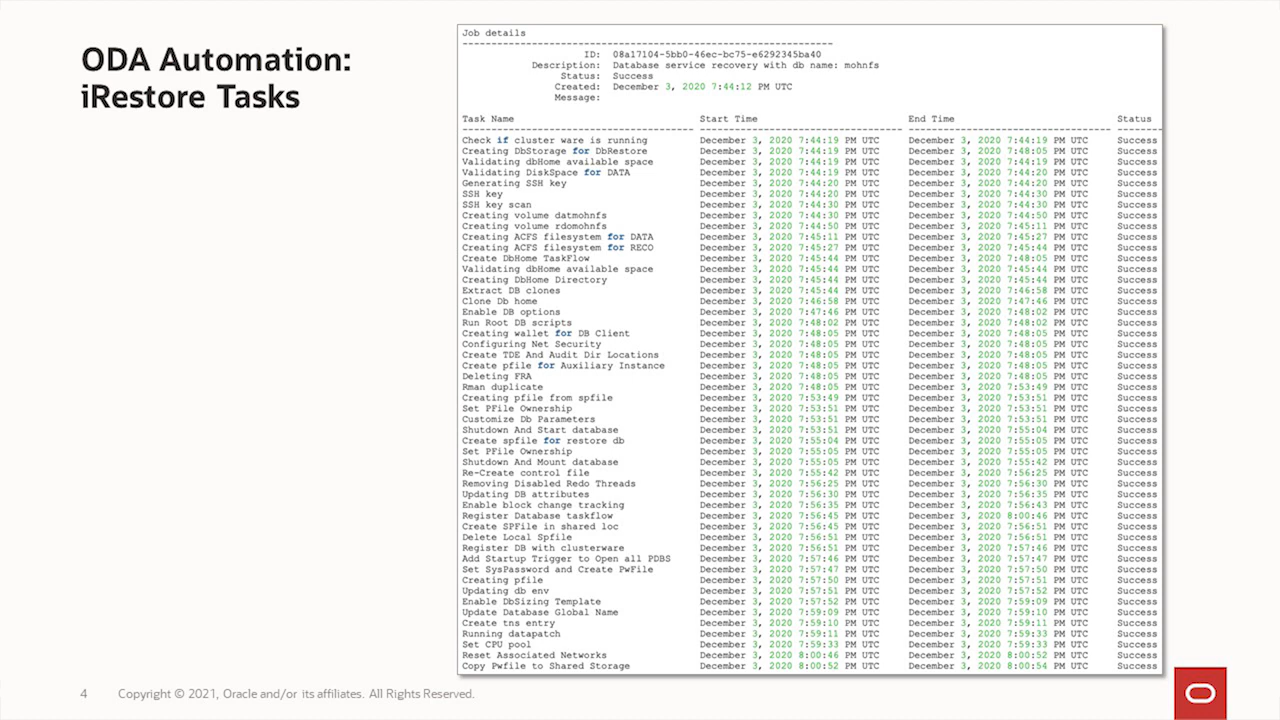 ODA Automation:
iRestore Tasks
Job details
ID: 08a17104-5bb0-46ec-bc75-e6292345ba40
Description: Database service recovery with db name: mohnfs
Status: Success
Created: December 3, 2020 7:44:12 PM UTC
Message:
Task Name Start Time End Time Status
Check if cluster ware is running December 3, 2020 7:44:19 PM UTC December 3, 2020 7:44:19 PM UTC Success
Creating DbStorage for DbRestore December 3, 2020 7:44:19 PM UTC December 3, 2020 7:48:05 PM UTC Success
Validating dbHome available space December 3, 2020 7:44:19 PM UTC December 3, 2020 7:44:19 PM UTC Success
Validating DiskSpace for DATA December 3, 2020 7:44:19 PM UTC December 3, 2020 7:44:20 PM UTC Success
Generating SSH key December 3, 2020 7:44:20 PM UTC December 3, 2020 7:44:20 PM UTC Success
SSH key December 3, 2020 7:44:20 PM UTC December 3, 2020 7:44:30 PM UTC Success
SSH key scan December 3, 2020 7:44:30 PM UTC December 3, 2020 7:44:30 PM UTC Success
Creating volume datmohnfs December 3, 2020 7:44:30 PM UTC December 3, 2020 7:44:50 PM UTC Success
Creating volume rdomohnfs December 3, 2020 7:44:50 PM UTC December 3, 2020 7:45:11 PM UTC Success
Creating ACFS filesystem for DATA December 3, 2020 7:45:11 PM UTC December 3, 2020 7:45:27 PM UTC Success
Creating ACFS filesystem for RECO December 3, 2020 7:45:27 PM UTC December 3, 2020 7:45:44 PM UTC Success
Create DbHome TaskFlow December 3, 2020 7:45:44 PM UTC December 3, 2020 7:48:05 PM UTC Success
Validating dbHome available space December 3, 2020 7:45:44 PM UTC December 3, 2020 7:45:44 PM UTC Success
Creating DbHome Directory December 3, 2020 7:45:44 PM UTC December 3, 2020 7:45:44 PM UTC Success
Extract DB clones December 3, 2020 7:45:44 PM UTC December 3, 2020 7:46:58 PM UTC Success
Clone Db home December 3, 2020 7:46:58 PM UTC December 3, 2020 7:47:46 PM UTC Success
Enable DB options December 3, 2020 7:47:46 PM UTC December 3, 2020 7:48:02 PM UTC Success
Run Root DB scripts December 3, 2020 7:48:02 PM UTC December 3, 2020 7:48:02 PM UTC Success
Creating wallet for DB Client December 3, 2020 7:48:05 PM UTC December 3, 2020 7:48:05 PM UTC Success
Configuring Net Security December 3, 2020 7:48:05 PM UTC December 3, 2020 7:48:05 PM UTC Success
Create TDE And Audit Dir Locations December 3, 2020 7:48:05 PM UTC December 3, 2020 7:48:05 PM UTC Success
Create pfile for Auxiliary Instance December 3, 2020 7:48:05 PM UTC December 3, 2020 7:48:05 PM UTC Success
Deleting FRA December 3, 2020 7:48:05 PM UTC December 3, 2020 7:48:05 PM UTC Success
Rman duplicate December 3, 2020 7:48:05 PM UTC December 3, 2020 7:53:49 PM UTC Success
Creating pfile from spfile December 3, 2020 7:53:49 PM UTC December 3, 2020 7:53:51 PM UTC Success
Set PFile Ownership December 3, 2020 7:53:51 PM UTC December 3, 2020 7:53:51 PM UTC Success
Customize Db Parameters December 3, 2020 7:53:51 PM UTC December 3, 2020 7:53:51 PM UTC Success
Shutdown And Start database December 3, 2020 7:53:51 PM UTC December 3, 2020 7:55:04 PM UTC Success
Create spfile for restore db December 3, 2020 7:55:04 PM UTC December 3, 2020 7:55:05 PM UTC Success
Set PFile Ownership December 3, 2020 7:55:05 PM UTC December 3, 2020 7:55:05 PM UTC Success
Shutdown And Mount database December 3, 2020 7:55:05 PM UTC December 3, 2020 7:55:42 PM UTC Success
Re-Create control file December 3, 2020 7:55:42 PM UTC December 3, 2020 7:56:25 PM UTC Success
Removing Disabled Redo Threads December 3, 2020 7:56:25 PM UTC December 3, 2020 7:56:30 PM UTC Success
Updating DB attributes December 3, 2020 7:56:30 PM UTC December 3, 2020 7:56:35 PM UTC Success
Enable block change tracking December 3, 2020 7:56:35 PM UTC December 3, 2020 7:56:43 PM UTC Success
Register Database taskflow December 3, 2020 7:56:45 PM UTC December 3, 2020 8:00:46 PM UTC Success
Create SPFile in shared loc December 3, 2020 7:56:45 PM UTC December 3, 2020 7:56:51 PM UTC Success
Delete Local Spfile December 3, 2020 7:56:51 PM UTC December 3, 2020 7:56:51 PM UTC Success
Register DB with clusterware December 3, 2020 7:56:51 PM UTC December 3, 2020 7:57:46 PM UTC Success
Add Startup Trigger to Open all PDBS December 3, 2020 7:57:46 PM UTC December 3, 2020 7:57:47 PM UTC Success
Set SysPassword and Create PwFile December 3, 2020 7:57:47 PM UTC December 3, 2020 7:57:50 PM UTC Success
Creating pfile December 3, 2020 7:57:50 PM UTC December 3, 2020 7:57:51 PM UTC Success
Updating db env December 3, 2020 7:57:51 PM UTC December 3, 2020 7:57:52 PM UTC Success
Enable DbSizing Template December 3, 2020 7:57:52 PM UTC December 3, 2020 7:59:09 PM UTC Success
Update Database Global Name December 3, 2020 7:59:09 PM UTC December 3, 2020 7:59:10 PM UTC Success
Create tns entry December 3, 2020 7:59:10 PM UTC December 3, 2020 7:59:11 PM UTC Success
Running datapatch December 3, 2020 7:59:11 PM UTC December 3, 2020 7:59:33 PM UTC Success
Set CPU pool December 3, 2020 7:59:33 PM UTC December 3, 2020 7:59:33 PM UTC Success
Reset Associated Networks December 3, 2020 8:00:46 PM UTC December 3, 2020 8:00:52 PM UTC Success
Copy Pwfile to Shared Storage December 3, 2020 8:00:52 PM UTC December 3, 2020 8:00:54 PM UTC Success
4 Copyright © 2021, Oracle and/or its affiliates. All Rights Reserved.